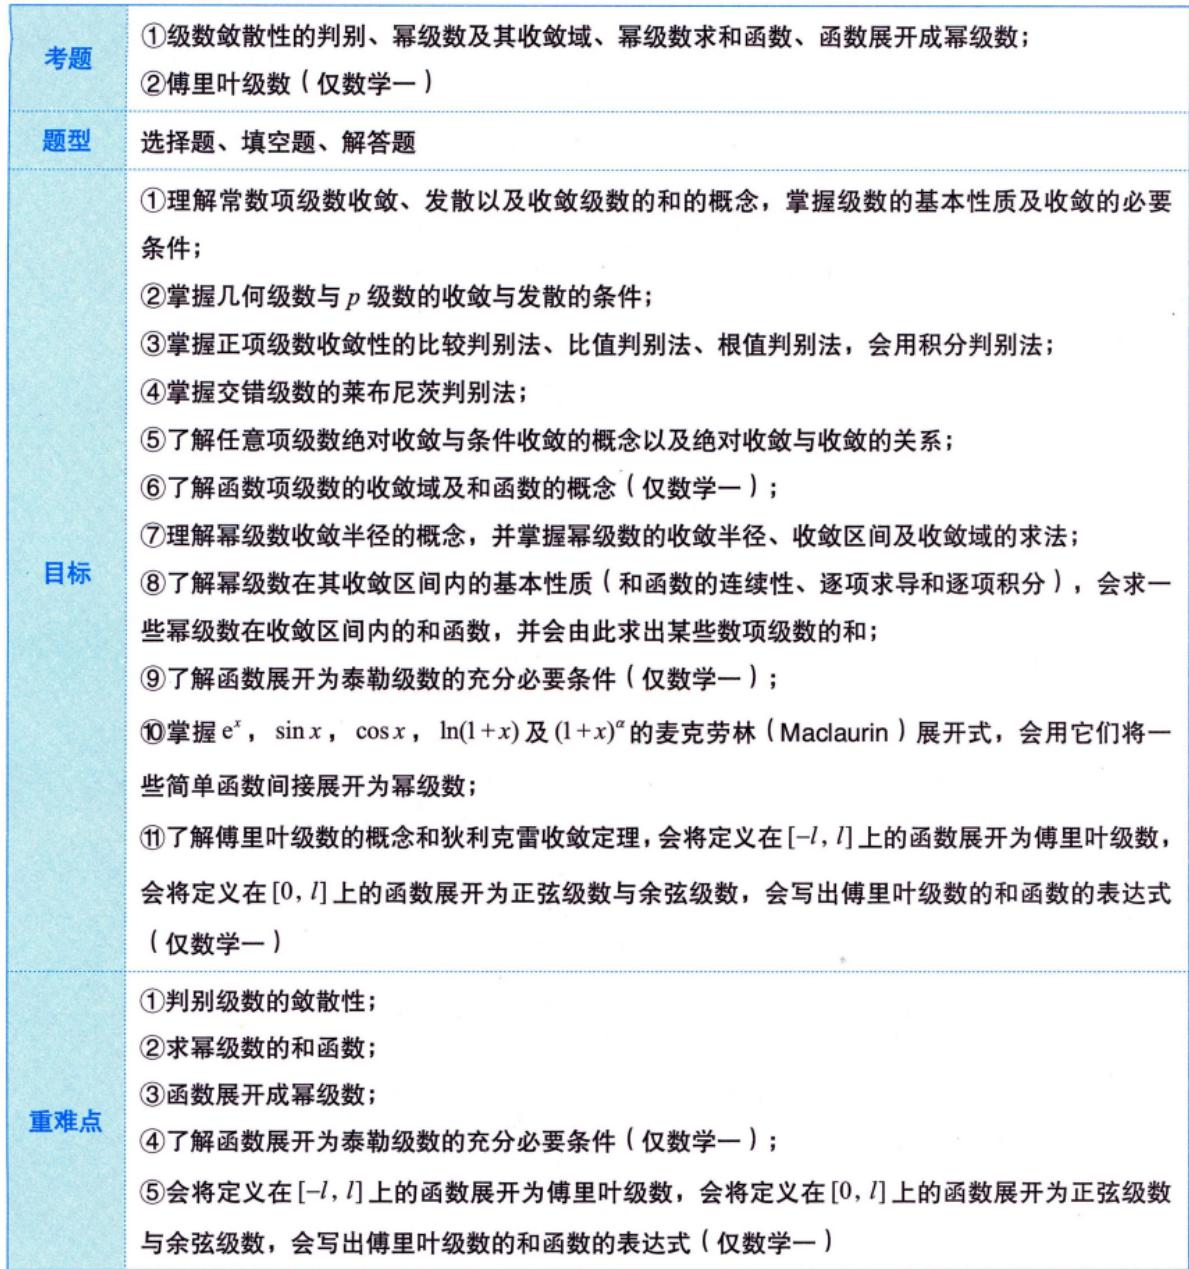 考题
①级数敛散性的判别、幂级数及其收敛域、幂级数求和函数、函数展开成幂级数；
②傅里叶级数（仅数学一）
题型
选择题、填空题、解答题
目标
①理解常数项级数收敛、发散以及收敛级数的和的概念，掌握级数的基本性质及收敛的必要
条件；
②掌握几何级数与 p 级数的收敛与发散的条件；
③掌握正项级数收敛性的比较判别法、比值判别法、根值判别法，会用积分判别法；
④掌握交错级数的莱布尼茨判别法；
⑤了解任意项级数绝对收敛与条件收敛的概念以及绝对收敛与收敛的关系；
⑥了解函数项级数的收敛域及和函数的概念（仅数学一）；
⑦理解幂级数收敛半径的概念，并掌握幂级数的收敛半径、收敛区间及收敛域的求法；
⑧了解幂级数在其收敛区间内的基本性质（和函数的连续性、逐项求导和逐项积分），会求一
些幂级数在收敛区间内的和函数，并会由此求出某些数项级数的和；
⑨了解函数展开为泰勒级数的充分必要条件（仅数学一）；
⑩掌握 eˣ， sin x， cos x， ln(1+x) 及 (1+x)ᵅ 的麦克劳林（Maclaurin）展开式，会用它们将一
些简单函数间接展开为幂级数；
⑪了解傅里叶级数的概念和狄利克雷收敛定理，会将定义在 [−l, l] 上的函数展开为傅里叶级数，
会将定义在 [0, l] 上的函数展开为正弦级数与余弦级数，会写出傅里叶级数的和函数的表达式
（仅数学一）
重难点
①判别级数的敛散性；
②求幂级数的和函数；
③函数展开成幂级数；
④了解函数展开为泰勒级数的充分必要条件（仅数学一）；
⑤会将定义在 [−l, l] 上的函数展开为傅里叶级数，会将定义在 [0, l] 上的函数展开为正弦级数
与余弦级数，会写出傅里叶级数的和函数的表达式（仅数学一）